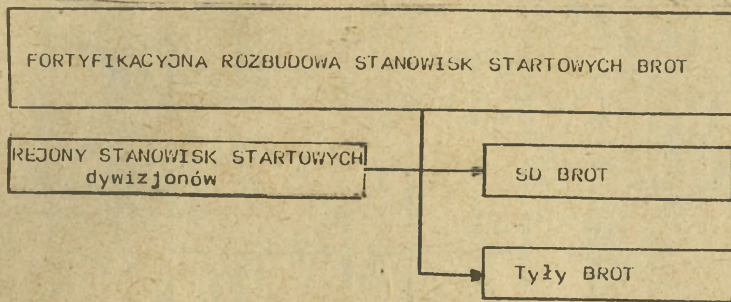 FORTYFIKACYJNA ROZBUDOWA STANOWISK STARTOWYCH BROT
REJONY STANOWISK STARTOWYCH
dywizjonów
SD BROT
Tyły BROT